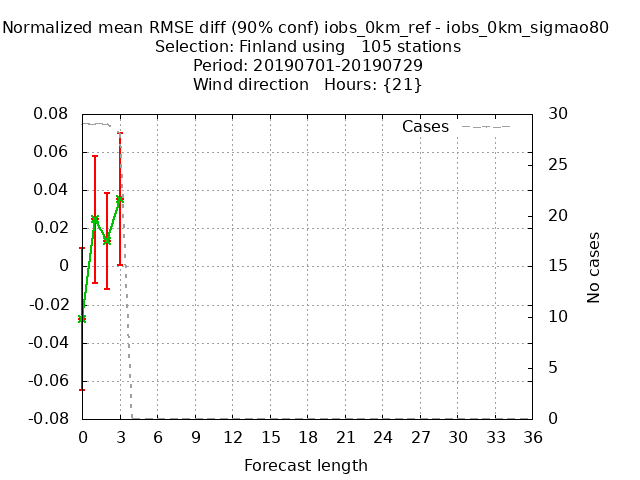 Normalized mean RMSE diff (90% conf) iobs_0km_ref - iobs_0km_sigmao80
Selection: Finland using 105 stations
Period: 20190701-20190729
Wind direction Hours: {21}
Cases
0.08
0.06
0.04
0.02
0
-0.02
-0.04
-0.06
-0.08
30
25
20
15
10
5
0
No cases
0 3 6 9 12 15 18 21 24 27 30 33 36
Forecast length